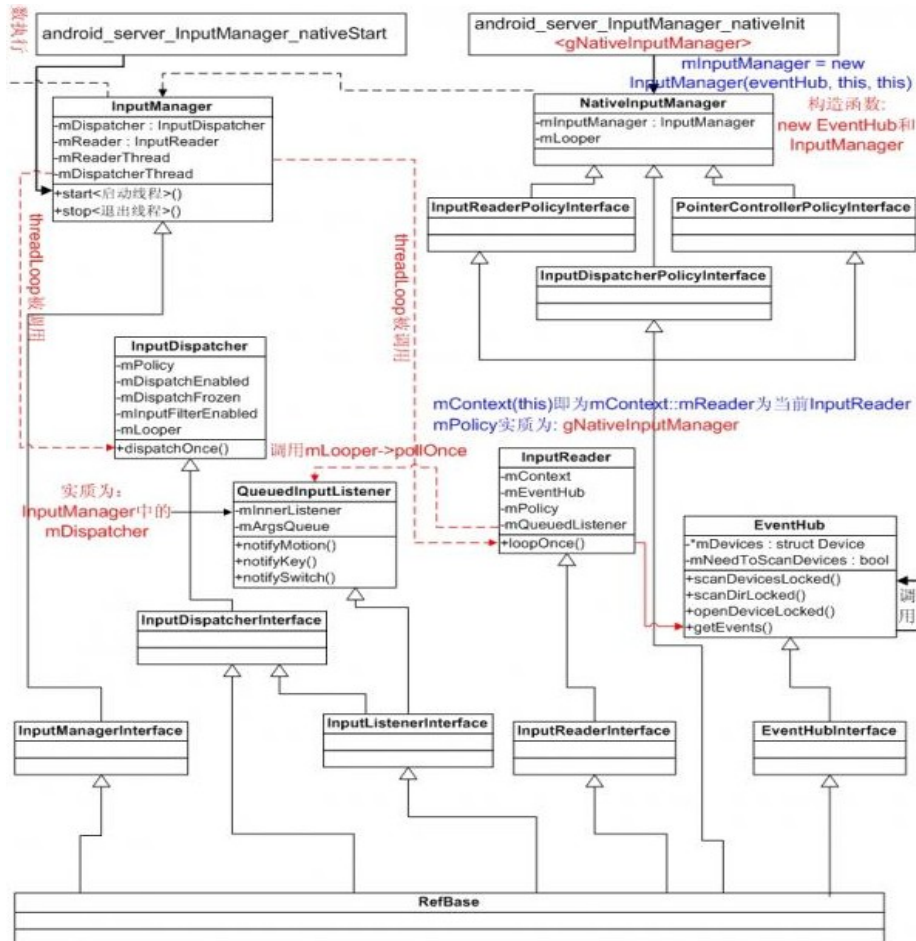 数执行
android_server_InputManager_nativeStart
android_server_InputManager_nativeInit
<gNativeInputManager>
mInputManager = new
InputManager(eventHub, this, this)
InputManager
-mDispatcher : InputDispatcher
-mReader : InputReader
-mReaderThread
-mDispatcherThread
+start<启动线程>()
+stop<退出线程>()
NativeInputManager
-mInputManager : InputManager
-mLooper
构造函数:
new EventHub和
InputManager
InputReaderPolicyInterface
PointerControllerPolicyInterface
InputDispatcherPolicyInterface
threadLoop被调用
threadLoop被调用
InputDispatcher
-mPolicy
-mDispatchEnabled
-mDispatchFrozen
-mInputFilterEnabled
-mLooper
+dispatchOnce()
调用mLooper->pollOnce
mContext(this)即为mContext::mReader为当前InputReader
mPolicy实质为: gNativeInputManager
实质为:
InputManager中的
mDispatcher
QueuedInputListener
-mInnerListener
-mArgsQueue
+notifyMotion()
+notifyKey()
+notifySwitch()
InputReader
-mContext
-mEventHub
-mPolicy
-mQueuedListener
+loopOnce()
EventHub
-*mDevices : struct Device
-mNeedToScanDevices : bool
+scanDevicesLocked()
+scanDirLocked()
+openDeviceLocked()
+getEvents()
调用
InputDispatcherInterface
InputManagerInterface
InputListenerInterface
InputReaderInterface
EventHubInterface
RefBase